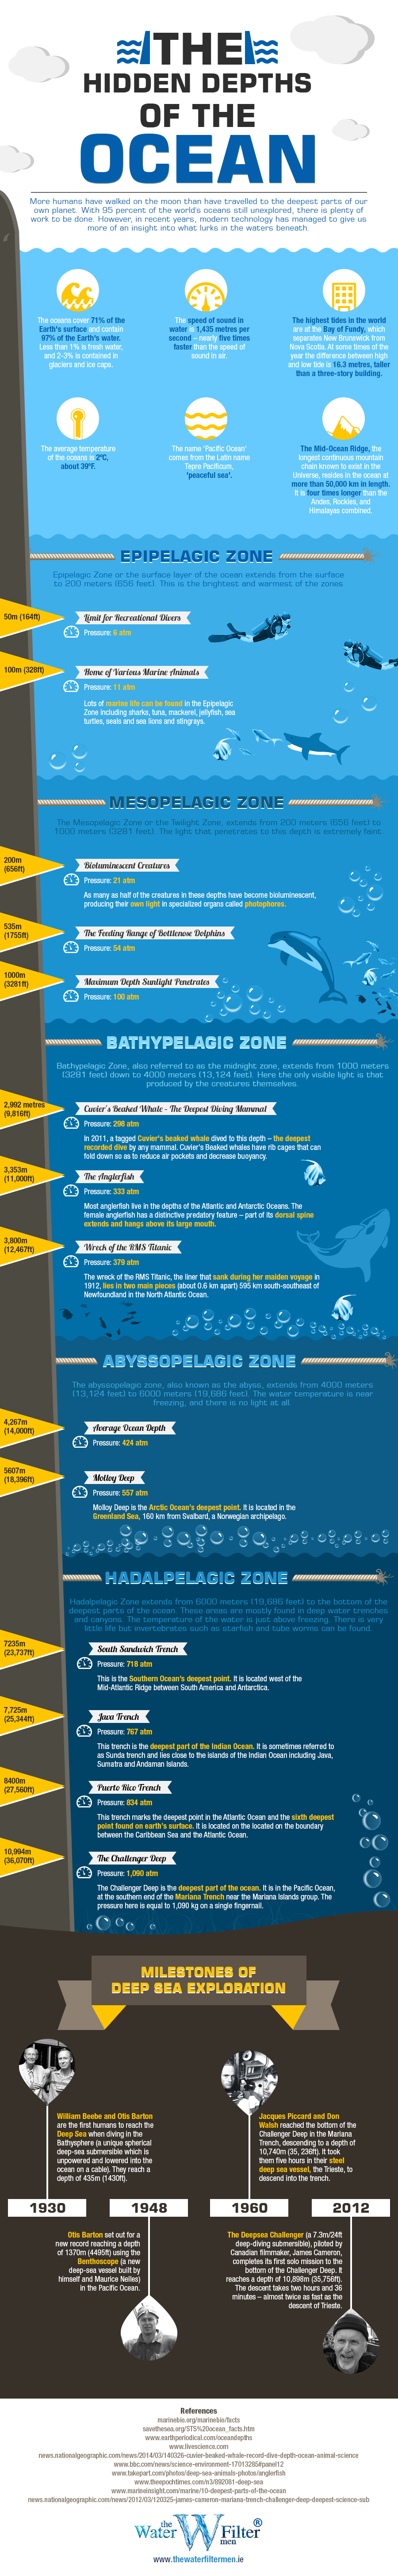 THE
HIDDEN DEPTHS
OF THE
OCEAN
More humans have walked on the moon than have travelled to the deepest parts of our
own planet. With 95 percent of the world's oceans still unexplored, there is plenty of
work to be done. However, in recent years, modern technology has managed to give us
more of an insight into what lurks in the waters beneath.
The oceans cover 71% of the
Earth's surface and contain
97% of the Earth's water.
Less than 1% is fresh water,
and 2-3% is contained in
glaciers and ice caps.
The speed of sound in
water is 1,435 metres per
second – nearly five times
faster than the speed of
sound in air.
The highest tides in the world
are at the Bay of Fundy, which
separates New Brunswick from
Nova Scotia. At some times of the
year the difference between high
and low tide is 16.3 metres, taller
than a three-story building.
The average temperature
of the oceans is 2ºC,
about 39ºF.
The name 'Pacific Ocean'
comes from the Latin name
Tepre Pacificum,
'peaceful sea'.
The Mid-Ocean Ridge, the
longest continuous mountain
chain known to exist in the
Universe, resides in the ocean at
more than 50,000 km in length.
It is four times longer than the
Andes, Rockies, and
Himalayas combined.
EPIPELAGIC ZONE
Epipelagic Zone or the surface layer of the ocean extends from the surface
to 200 meters (656 feet). This is the brightest and warmest of the zones.
50m (164ft)
Limit for Recreational Divers
Pressure: 6 atm
100m (328ft)
Home of Various Marine Animals
Pressure: 11 atm
Lots of marine life can be found in the Epipelagic
Zone including sharks, tuna, mackerel, jellyfish, sea
turtles, seals and sea lions and stingrays.
MESOPELAGIC ZONE
The Mesopelagic Zone or the Twilight Zone, extends from 200 meters (656 feet) to
1000 meters (3281 feet). The light that penetrates to this depth is extremely faint.
200m
(656ft)
Bioluminescent Creatures
Pressure: 21 atm
As many as half of the creatures in these depths have become bioluminescent,
producing their own light in specialized organs called photophores.
535m
(1755ft)
The Feeding Range of Bottlenose Dolphins
Pressure: 54 atm
1000m
(3281ft)
Maximum Depth Sunlight Penetrates
Pressure: 100 atm
BATHYPELAGIC ZONE
Bathypelagic Zone, also referred to as the midnight zone, extends from 1000 meters
(3281 feet) down to 4000 meters (13,124 feet). Here the only visible light is that
produced by the creatures themselves.
2,992 metres
(9,816ft)
Cuvier's Beaked Whale - The Deepest Diving Mammal
Pressure: 298 atm
In 2011, a tagged Cuvier's beaked whale dived to this depth – the deepest
recorded dive by any mammal. Cuvier's Beaked whales have rib cages that can
fold down so as to reduce air pockets and decrease buoyancy.
3,353m
(11,000ft)
The Anglerfish
Pressure: 333 atm
Most anglerfish live in the depths of the Atlantic and Antarctic Oceans. The
female anglerfish has a distinctive predatory feature – part of its dorsal spine
extends and hangs above its large mouth.
3,800m
(12,467ft)
Wreck of the RMS Titanic
Pressure: 379 atm
The wreck of the RMS Titanic, the liner that sank during her maiden voyage in
1912, lies in two main pieces (about 0.6 km apart) 595 km south-southeast of
Newfoundland in the North Atlantic Ocean.
ABYSSOPELAGIC ZONE
The abyssopelagic zone, also known as the abyss, extends from 4000 meters
(13,124 feet) to 6000 meters (19,686 feet). The water temperature is near
freezing, and there is no light at all.
4,267m
(14,000ft)
Average Ocean Depth
Pressure: 424 atm
5607m
(18,396ft)
Molloy Deep
Pressure: 557 atm
Molloy Deep is the Arctic Ocean's deepest point. It is located in the
Greenland Sea, 160 km from Svalbard, a Norwegian archipelago.
HADALPELAGIC ZONE
Hadalpelagic Zone extends from 6000 meters (19,686 feet) to the bottom of the
deepest parts of the ocean. These areas are mostly found in deep water trenches
and canyons. The temperature of the water is just above freezing. There is very
little life but invertebrates such as starfish and tube worms can be found.
7235m
(23,737ft)
South Sandwich Trench
Pressure: 718 atm
This is the Southern Ocean's deepest point. It is located west of the
Mid-Atlantic Ridge between South America and Antarctica.
7,725m
(25,344ft)
Java Trench
Pressure: 767 atm
This trench is the deepest part of the Indian Ocean. It is sometimes referred to
as Sunda trench and lies close to the islands of the Indian Ocean including Java,
Sumatra and Andaman Islands.
8400m
(27,560ft)
Puerto Rico Trench
Pressure: 834 atm
This trench marks the deepest point in the Atlantic Ocean and the sixth deepest
point found on earth's surface. It is located on the located on the boundary
between the Caribbean Sea and the Atlantic Ocean.
10,994m
(36,070ft)
The Challenger Deep
Pressure: 1,090 atm
The Challenger Deep is the deepest part of the ocean. It is in the Pacific Ocean,
at the southern end of the Mariana Trench near the Mariana Islands group. The
pressure here is equal to 1,090 kg on a single fingernail.
MILESTONES OF
DEEP SEA EXPLORATION
William Beebe and Otis Barton
are the first humans to reach the
Deep Sea when diving in the
Bathysphere (a unique spherical
deep-sea submersible which is
unpowered and lowered into the
ocean on a cable). They reach a
depth of 435m (1430ft).
Jacques Piccard and Don
Walsh reached the bottom of the
Challenger Deep in the Mariana
Trench, descending to a depth of
10,740m (35, 236ft). It took
them five hours in their steel
deep sea vessel, the Trieste, to
descend into the trench.
1930
1948
1960
2012
Otis Barton set out for a
new record reaching a depth
of 1370m (4495ft) using the
Benthoscope (a new
deep-sea vessel built by
himself and Maurice Nelles)
in the Pacific Ocean.
The Deepsea Challenger (a 7.3m/24ft
deep-diving submersible), piloted by
Canadian filmmaker, James Cameron,
completes its first solo mission to the
bottom of the Challenger Deep. It
reaches a depth of 10,898m (35,756ft).
The descent takes two hours and 36
minutes – almost twice as fast as the
descent of Trieste.
References
marinebio.org/marinebio/facts
savethesea.org/STS%20ocean_facts.htm
www.earthperiodical.com/oceandepths
www.livescience.com
news.nationalgeographic.com/news/2014/03/140326-cuvier-beaked-whale-record-dive-depth-ocean-animal-science
www.bbc.com/news/science-environment-17013285#panel12
www.takepart.com/photos/deep-sea-animals-photos/anglerfish
www.theepochtimes.com/n3/892081-deep-sea
www.marineinsight.com/marine/10-deepest-parts-of-the-ocean
news.nationalgeographic.com/news/2012/03/120325-james-cameron-mariana-trench-challenger-deep-deepest-science-sub
the
Water W Filter ®
men
www.thewaterfiltermen.ie